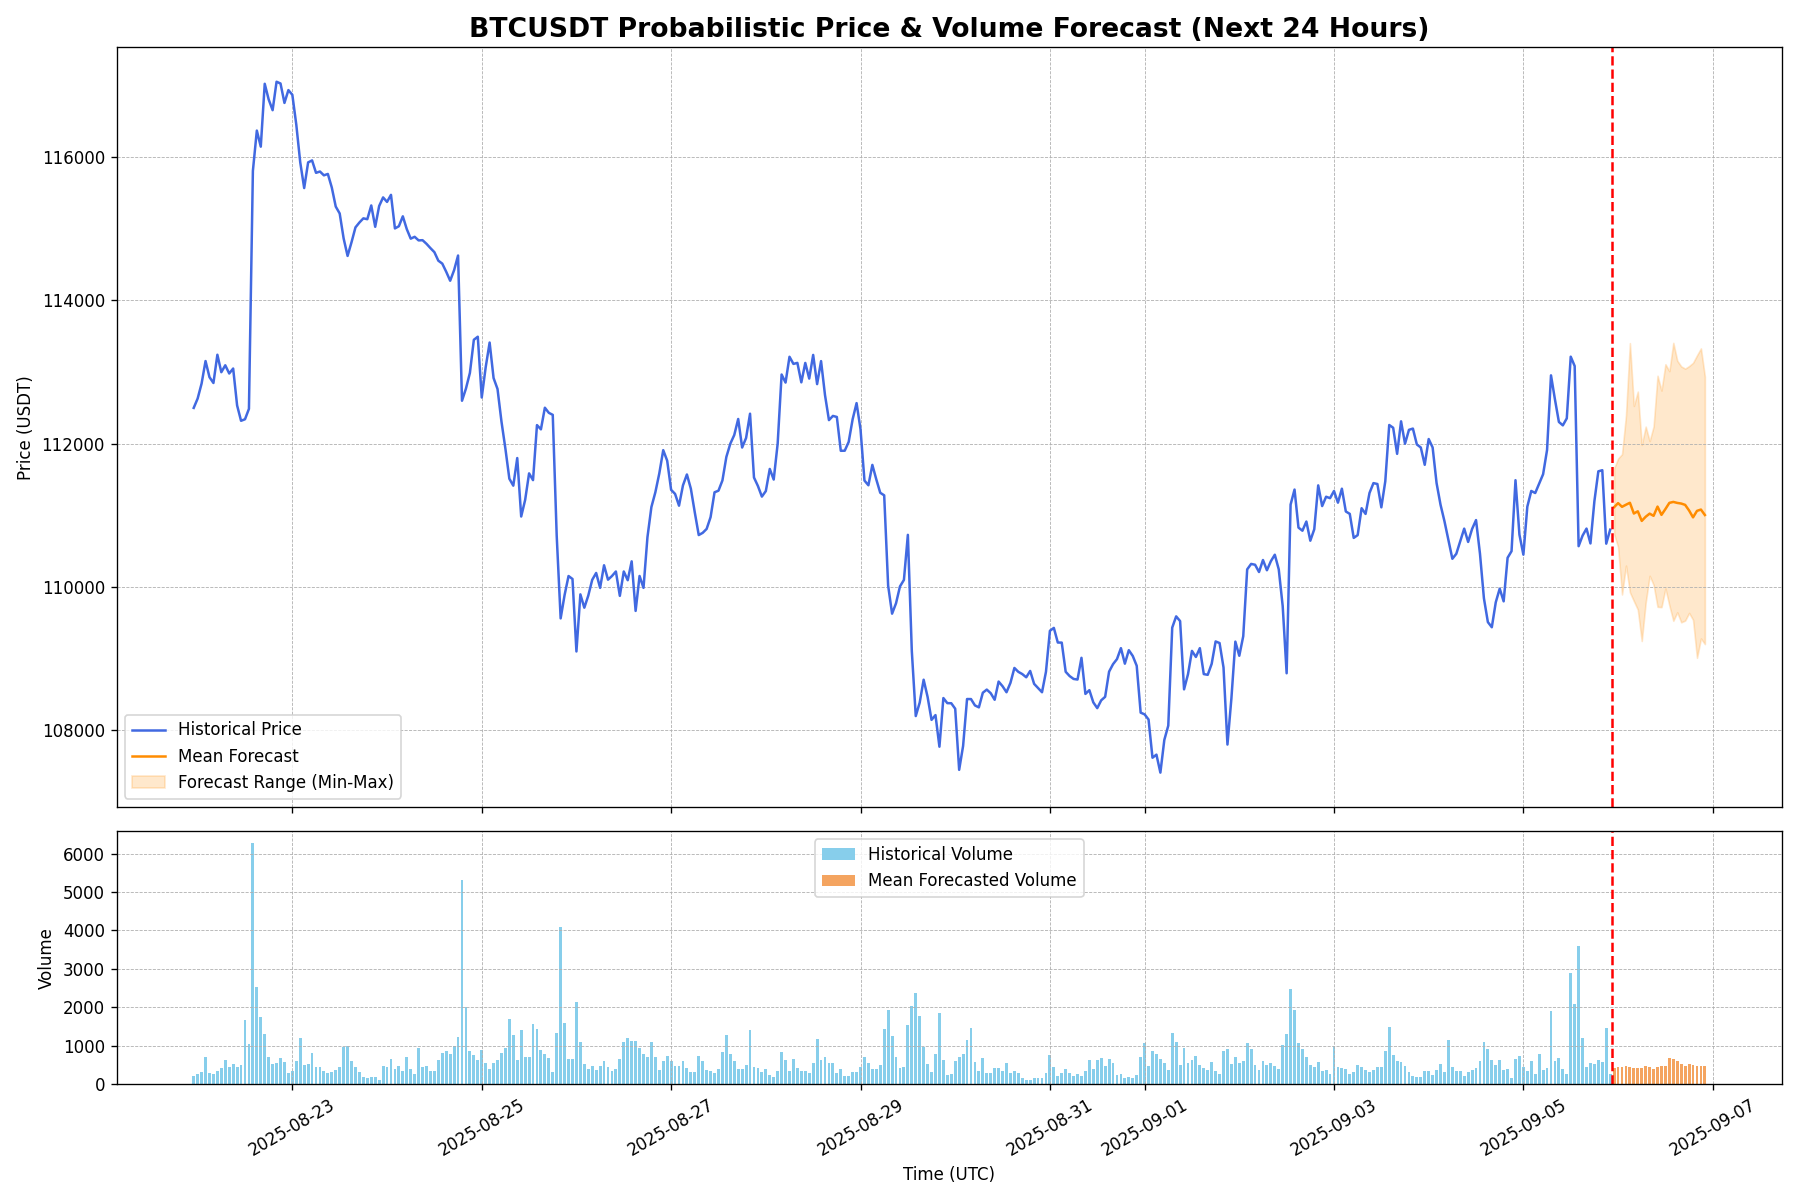 BTCUSDT Probabilistic Price & Volume Forecast (Next 24 Hours)
Price (USDT)
116000
114000
112000
110000
108000
Historical Price
Mean Forecast
Forecast Range (Min-Max)
Volume
6000
5000
4000
3000
2000
1000
0
Historical Volume
Mean Forecasted Volume
2025-08-23
2025-08-25
2025-08-27
2025-08-29
2025-08-31
2025-09-01
2025-09-03
2025-09-05
2025-09-07
Time (UTC)